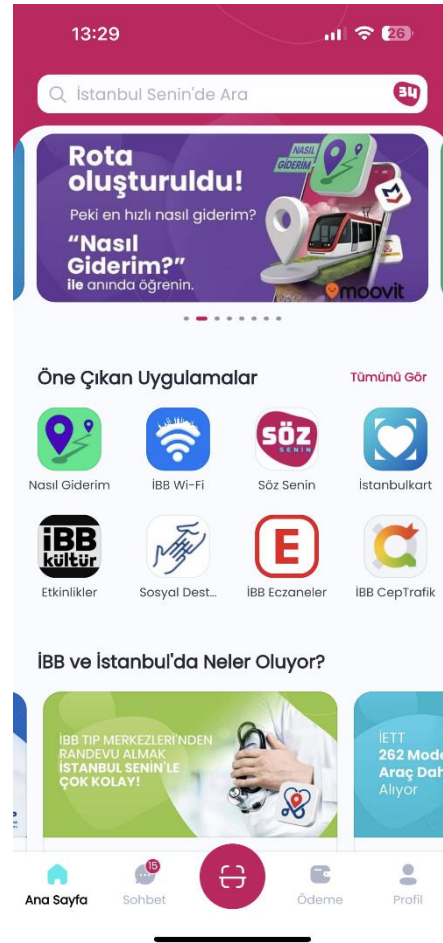 13:29
26
İstanbul Senin'de Ara
34
Rota
oluşturuldu!
Peki en hızlı nasıl giderim?
"Nasıl
Giderim?"
ile anında öğrenin.
NASIL
GİDERİM
moovit
Öne Çıkan Uygulamalar
Tümünü Gör
SÖZ
SENİN
Nasıl Giderim
İBB Wi-Fi
Söz Senin
İstanbulkart
iBB
kültür
E
Etkinlikler
Sosyal Dest...
İBB Eczaneler
İBB CepTrafik
İBB ve İstanbul'da Neler Oluyor?
İBB TIP MERKEZLERİ'NDEN
RANDEVU ALMAK
İSTANBUL SENİN'LE
ÇOK KOLAY!
İETT
262 Mode
Araç Dah
Alıyor
15
Ana Sayfa
Sohbet
Ödeme
Profil